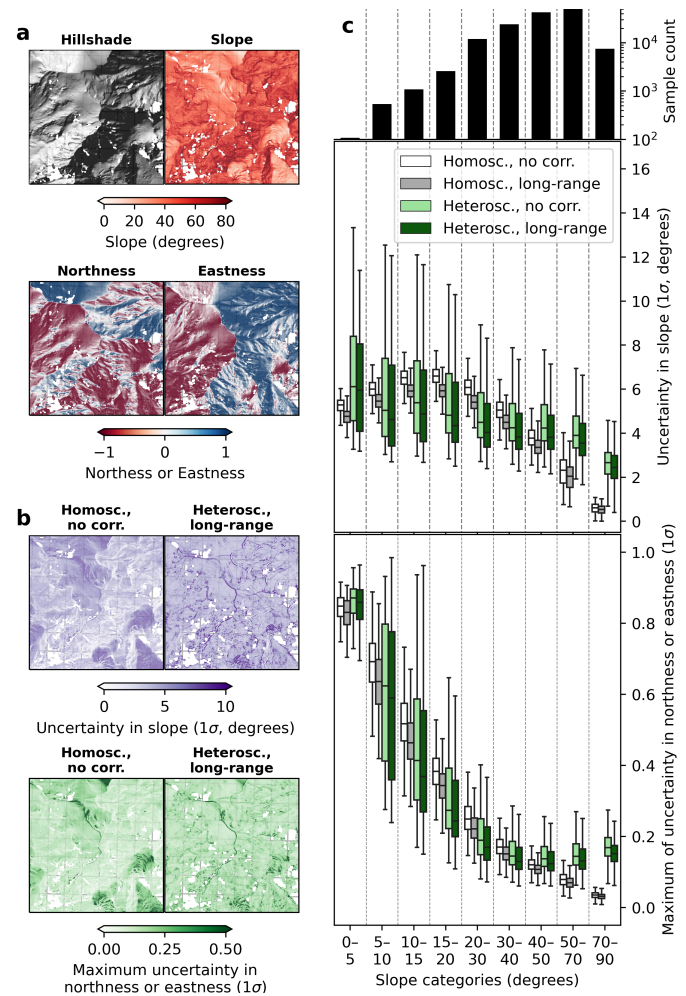 a
Hillshade
Slope
0 20 40 60 80
Slope (degrees)
Northness
Eastness
−1 0 1
Northess or Eastness
b
Homosc.,
no corr.
Heterosc.,
long-range
0 5 10
Uncertainty in slope (1σ, degrees)
Homosc.,
no corr.
Heterosc.,
long-range
0.00 0.25 0.50
Maximum uncertainty in
northness or eastness (1σ)
c
10⁴
10³
10²
Sample count
Homosc., no corr.
Homosc., long-range
Heterosc., no corr.
Heterosc., long-range
16
14
12
10
8
6
4
2
0
Uncertainty in slope (1σ, degrees)
1.0
0.8
0.6
0.4
0.2
0.0
Maximum of uncertainty in northness or eastness (1σ)
0– 5– 10– 15– 20– 30– 40– 50– 70–
5 10 15 20 30 40 50 70 90
Slope categories (degrees)